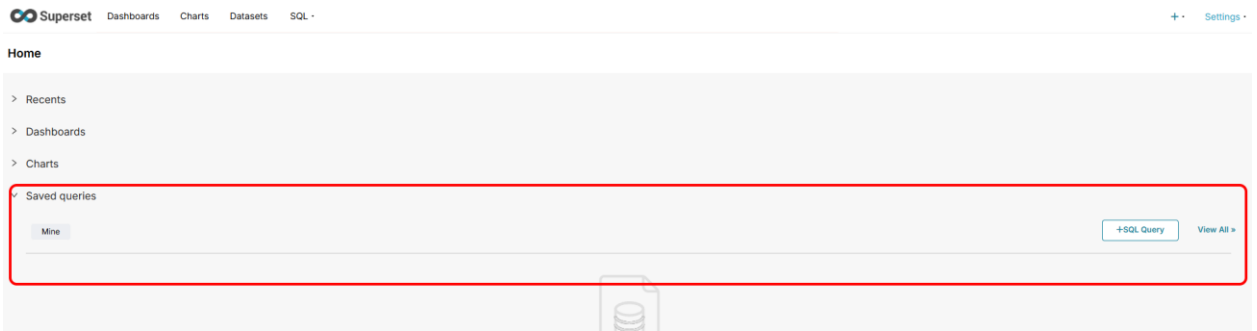 Superset Dashboards Charts Datasets SQL + Settings
Home
Recents
Dashboards
Charts
Saved queries
Mine +SQL Query View All »